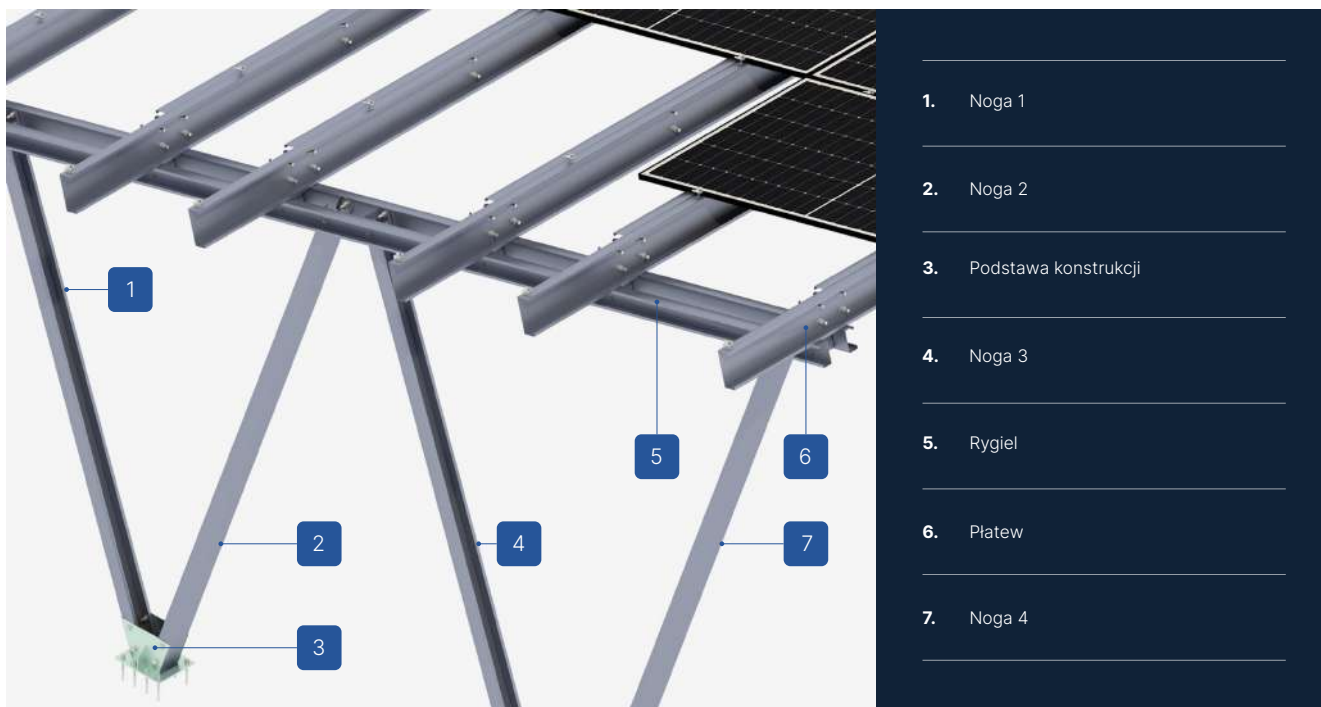 1
2
3
4
5
6
7
1. Noga 1
2. Noga 2
3. Podstawa konstrukcji
4. Noga 3
5. Rygiel
6. Płatew
7. Noga 4